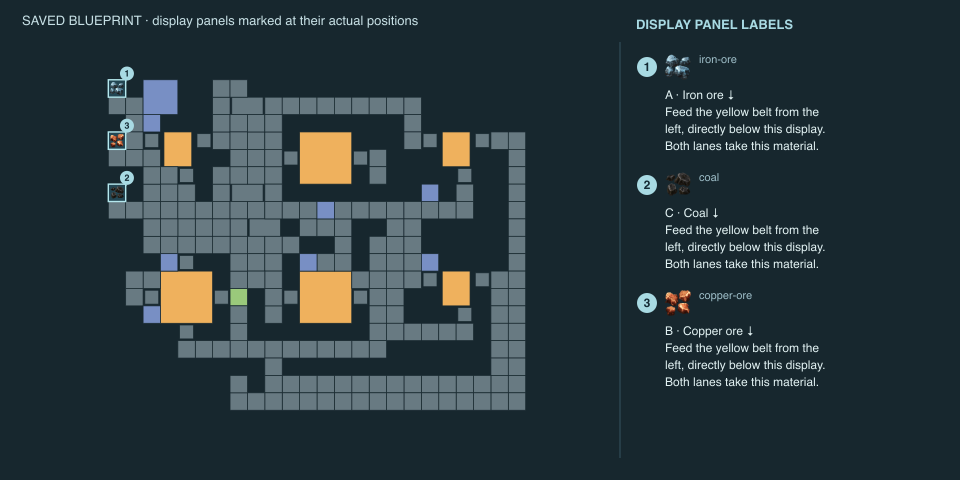 SAVED BLUEPRINT · display panels marked at their actual positions
1
3
2
DISPLAY PANEL LABELS
1
iron-ore
A · Iron ore ↓
Feed the yellow belt from the
left, directly below this display.
Both lanes take this material.
2
coal
C · Coal ↓
Feed the yellow belt from the
left, directly below this display.
Both lanes take this material.
3
copper-ore
B · Copper ore ↓
Feed the yellow belt from the
left, directly below this display.
Both lanes take this material.